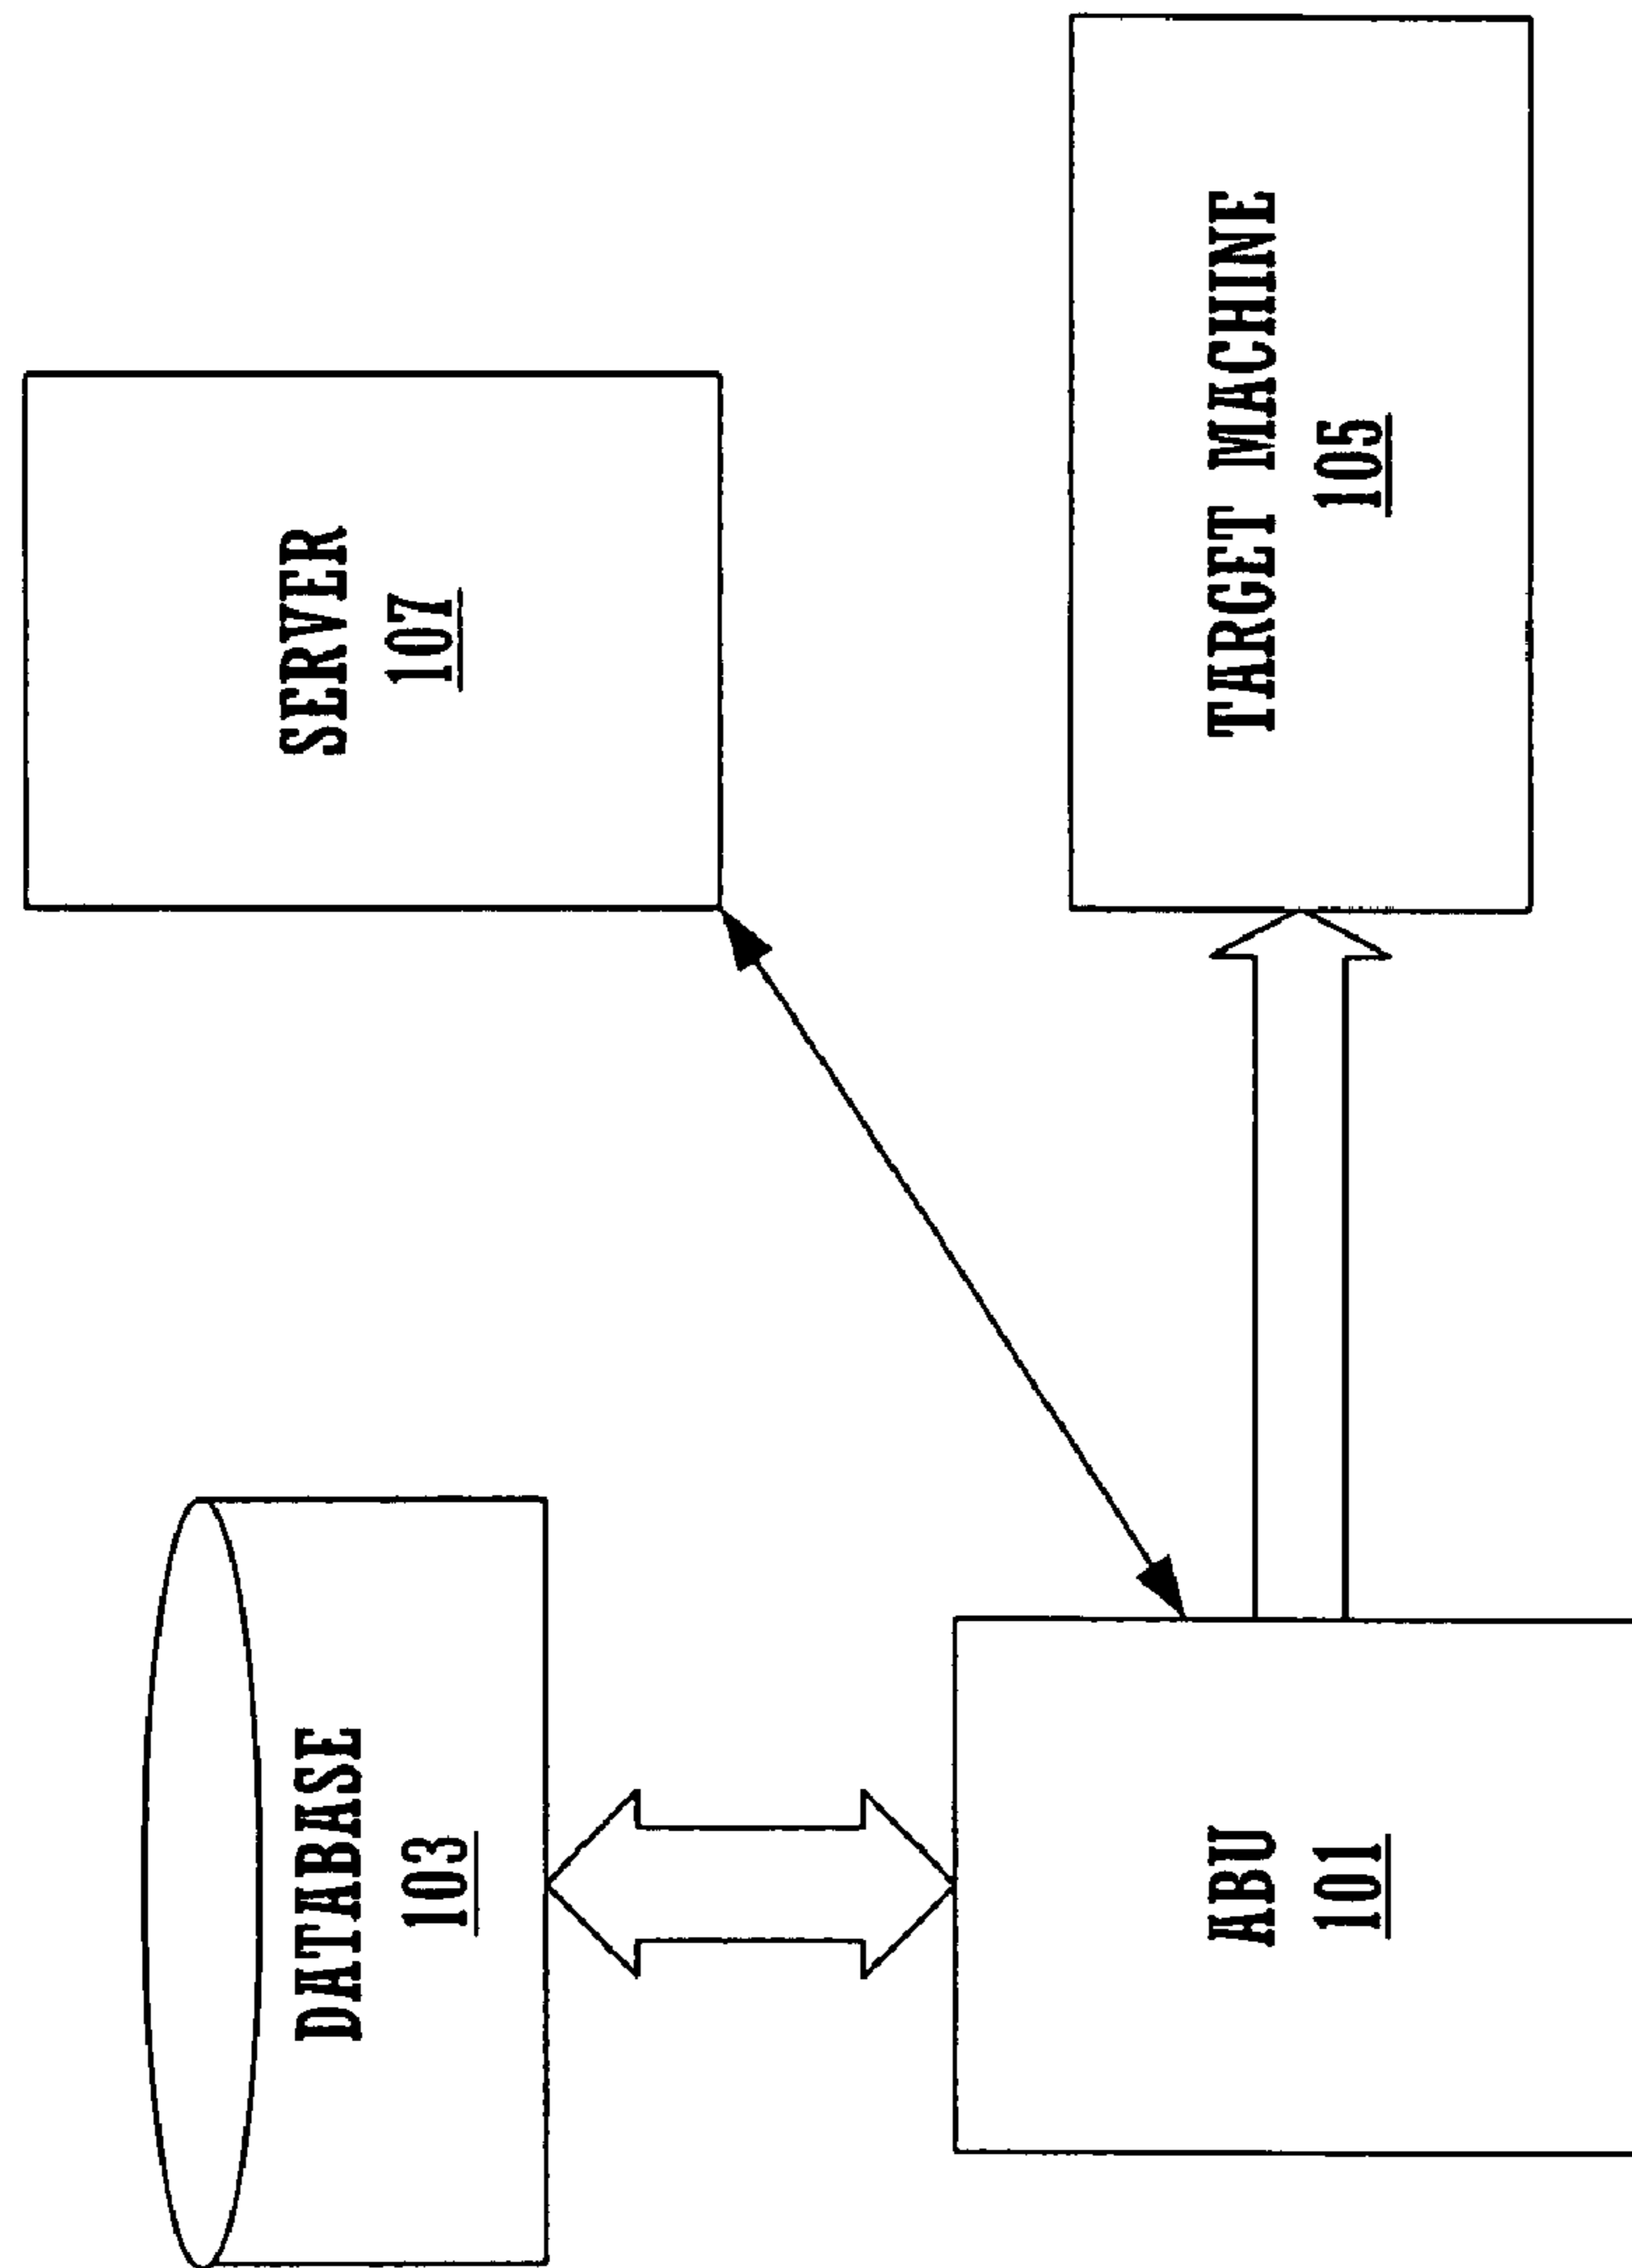 DATABASE
103
SERVER
107
ABU
101
TARGET MACHINE
105